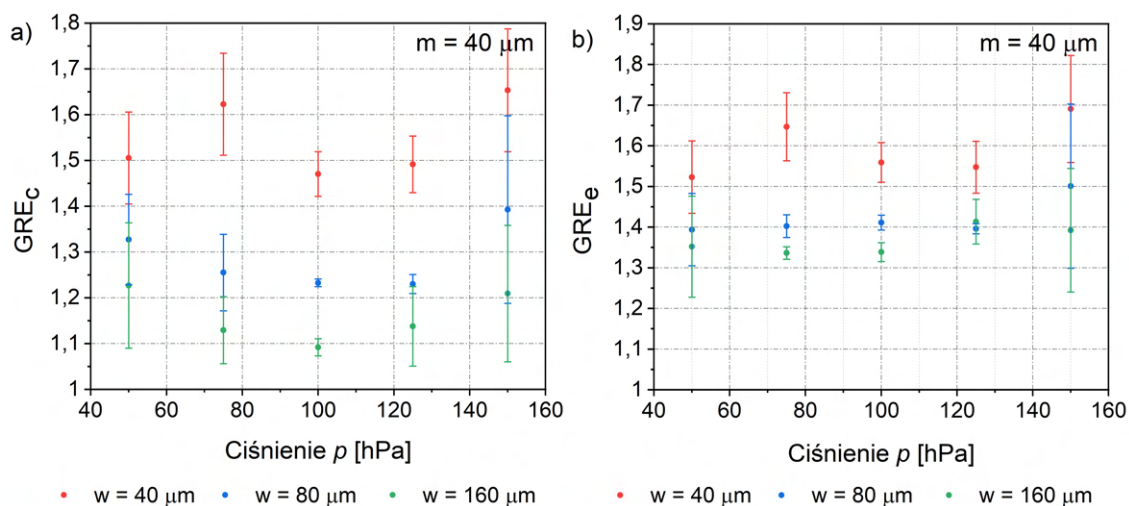 a)
m = 40 μm
GRE_c
1,8
1,7
1,6
1,5
1,4
1,3
1,2
1,1
1
40 60 80 100 120 140 160
Ciśnienie p [hPa]
w = 40 μm w = 80 μm w = 160 μm
b)
m = 40 μm
GRE_e
1,9
1,8
1,7
1,6
1,5
1,4
1,3
1,2
1,1
1
40 60 80 100 120 140 160
Ciśnienie p [hPa]
w = 40 μm w = 80 μm w = 160 μm